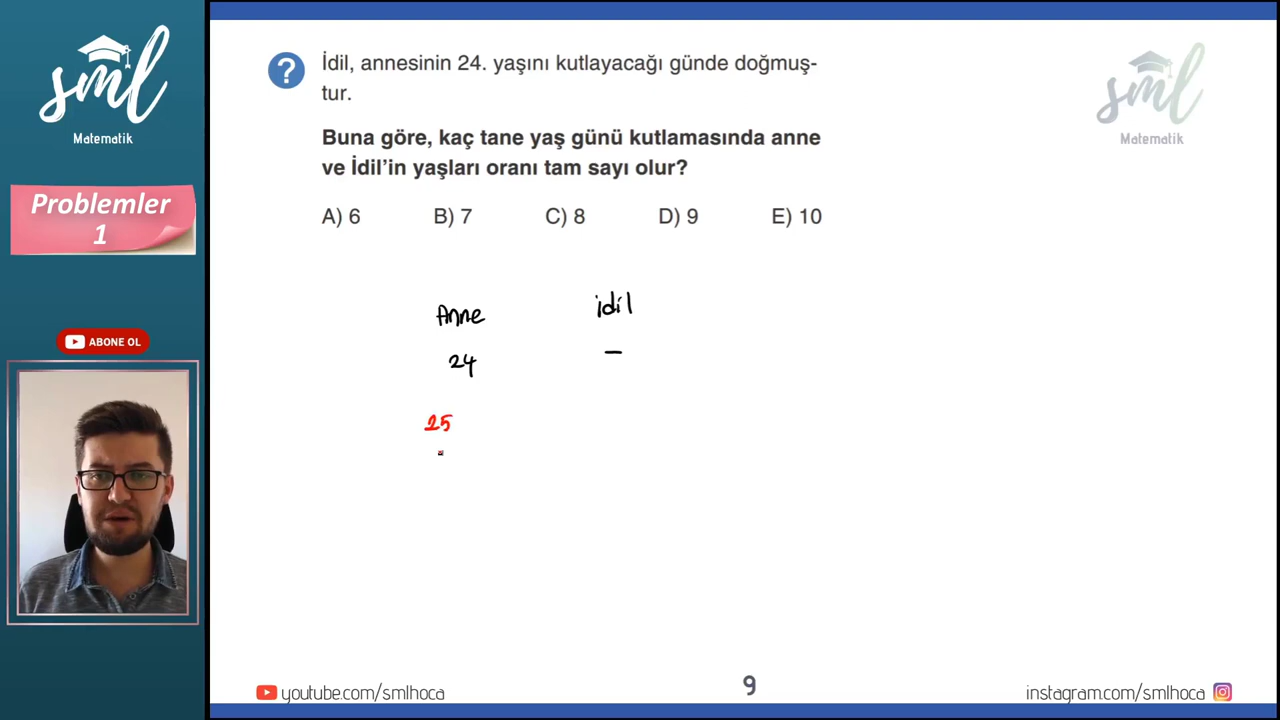 sml
Matematik
Problemler
1
ABONE OL
?
İdil, annesinin 24. yaşını kutlayacağı günde doğmuş-
tur.
Buna göre, kaç tane yaş günü kutlamasında anne
ve İdil'in yaşları oranı tam sayı olur?
A) 6 B) 7 C) 8 D) 9 E) 10
sml
Matematik
Anne idil
24 –
25
youtube.com/smlhoca
9
instagram.com/smlhoca